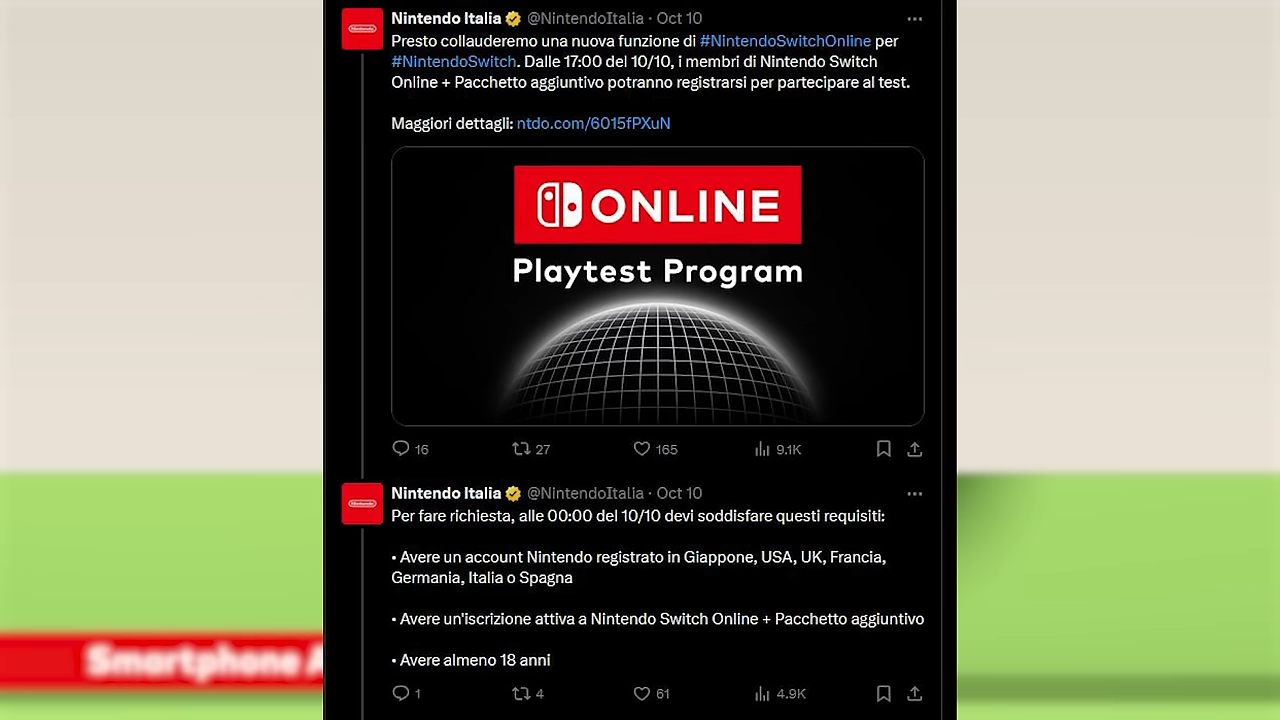 Nintendo Italia @NintendoItalia · Oct 10
Presto collauderemo una nuova funzione di #NintendoSwitchOnline per
#NintendoSwitch. Dalle 17:00 del 10/10, i membri di Nintendo Switch
Online + Pacchetto aggiuntivo potranno registrarsi per partecipare al test.
Maggiori dettagli: ntdo.com/6015fPXuN
ONLINE
Playtest Program
16 27 165 9.1K
Nintendo Italia @NintendoItalia · Oct 10
Per fare richiesta, alle 00:00 del 10/10 devi soddisfare questi requisiti:
• Avere un account Nintendo registrato in Giappone, USA, UK, Francia,
Germania, Italia o Spagna
• Avere un'iscrizione attiva a Nintendo Switch Online + Pacchetto aggiuntivo
• Avere almeno 18 anni
1 4 61 4.9K
Smartphone